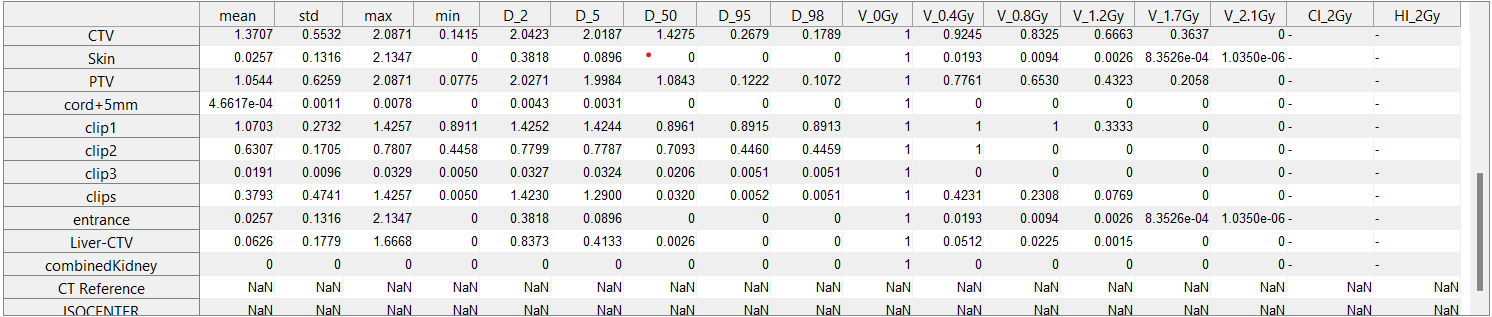 mean std max min D_2 D_5 D_50 D_95 D_98 V_0Gy V_0.4Gy V_0.8Gy V_1.2Gy V_1.7Gy V_2.1Gy CI_2Gy HI_2Gy
CTV 1.3707 0.5532 2.0871 0.1415 2.0423 2.0187 1.4275 0.2679 0.1789 1 0.9245 0.8325 0.6663 0.3637 0 - -
Skin 0.0257 0.1316 2.1347 0 0.3818 0.0896 0 0 0 1 0.0193 0.0094 0.0026 8.3526e-04 1.0350e-06 - -
PTV 1.0544 0.6259 2.0871 0.0775 2.0271 1.9984 1.0843 0.1222 0.1072 1 0.7761 0.6530 0.4323 0.2058 0 - -
cord+5mm 4.6617e-04 0.0011 0.0078 0 0.0043 0.0031 0 0 0 1 0 0 0 0 0 - -
clip1 1.0703 0.2732 1.4257 0.8911 1.4252 1.4244 0.8961 0.8915 0.8913 1 1 1 0.3333 0 0 - -
clip2 0.6307 0.1705 0.7807 0.4458 0.7799 0.7787 0.7093 0.4460 0.4459 1 1 0 0 0 0 - -
clip3 0.0191 0.0096 0.0329 0.0050 0.0327 0.0324 0.0206 0.0051 0.0051 1 0 0 0 0 0 - -
clips 0.3793 0.4741 1.4257 0.0050 1.4230 1.2900 0.0320 0.0052 0.0051 1 0.4231 0.2308 0.0769 0 0 - -
entrance 0.0257 0.1316 2.1347 0 0.3818 0.0896 0 0 0 1 0.0193 0.0094 0.0026 8.3526e-04 1.0350e-06 - -
Liver-CTV 0.0626 0.1779 1.6668 0 0.8373 0.4133 0.0026 0 0 1 0.0512 0.0225 0.0015 0 0 - -
combinedKidney 0 0 0 0 0 0 0 0 0 1 0 0 0 0 0 - -
CT Reference NaN NaN NaN NaN NaN NaN NaN NaN NaN NaN NaN NaN NaN NaN NaN NaN NaN
ISOCENTER NaN NaN NaN NaN NaN NaN NaN NaN NaN NaN NaN NaN NaN NaN NaN NaN NaN